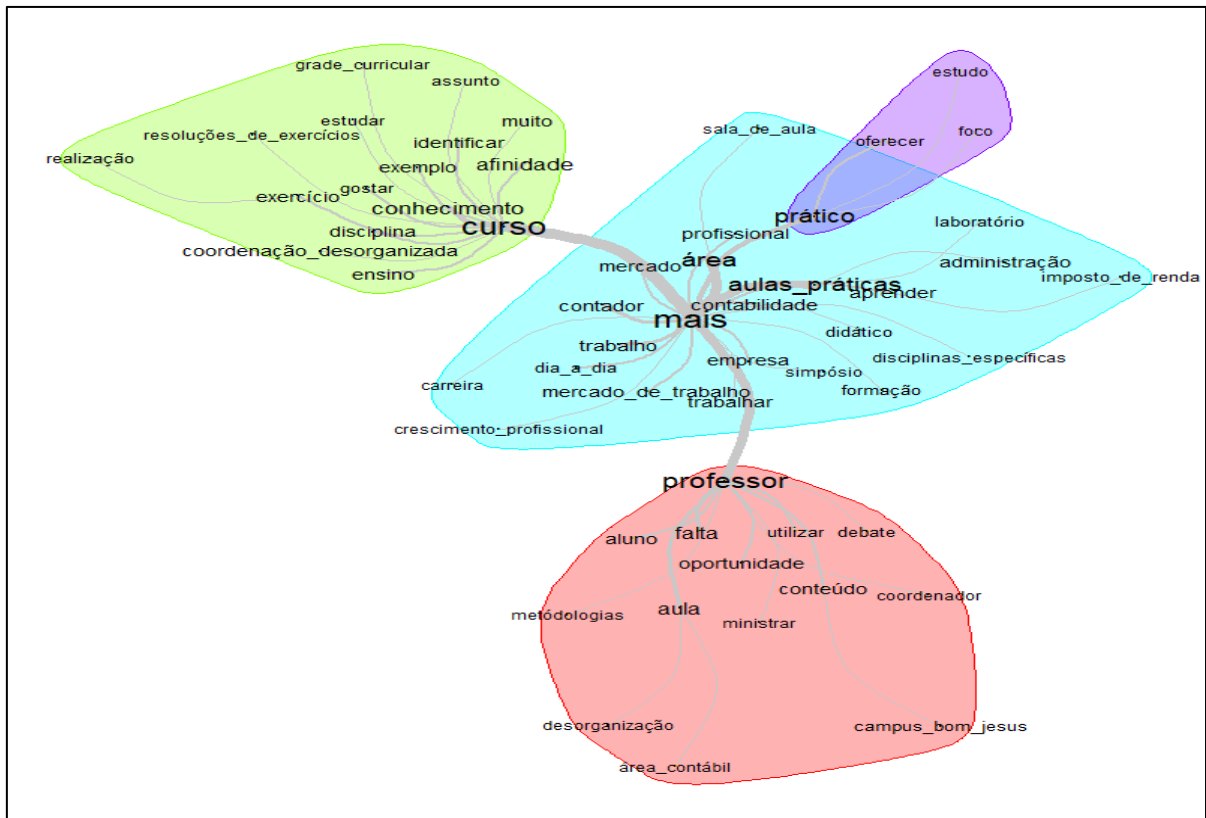 grade_curricular
assunto
estudar
muito
resoluções_de_exercícios
identificar
realização
exemplo
afinidade
exercício
gostar
conhecimento
disciplina
curso
coordenação_desorganizada
ensino
estudo
sala_de_aula
oferecer
foco
prático
profissional
laboratório
mercado
área
administração
imposto_de_renda
aulas_práticas
aprender
contador
contabilidade
mais
didático
trabalho
empresa
disciplinas_específicas
dia_a_dia
simpósio
carreira
mercado_de_trabalho
formação
trabalhar
crescimento_profissional
professor
aluno
falta
utilizar
debate
oportunidade
conteúdo
coordenador
metódologias
aula
ministrar
desorganização
campus_bom_jesus
área_contábil